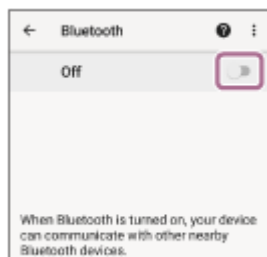 Bluetooth
Off
When Bluetooth is turned on, your device
can communicate with other nearby
Bluetooth devices.